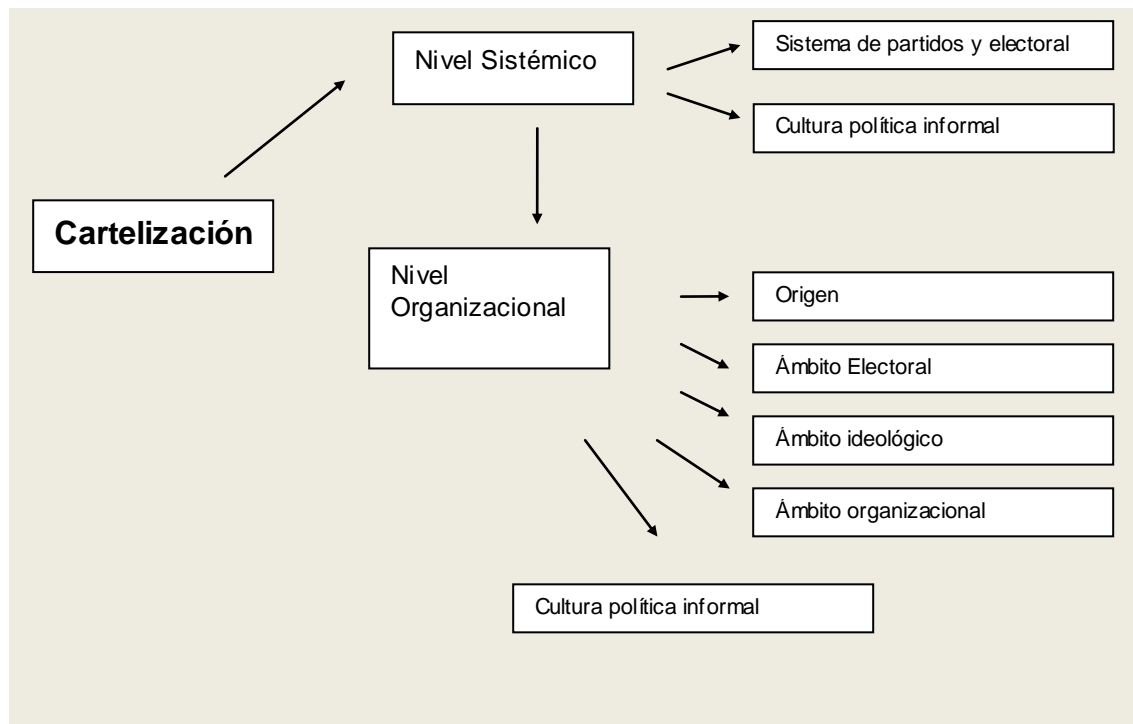 Nivel Sistémico
Sistema de partidos y electoral
Cultura política informal
Cartelización
Nivel
Organizacional
Origen
Ámbito Electoral
Ámbito ideológico
Ámbito organizacional
Cultura política informal